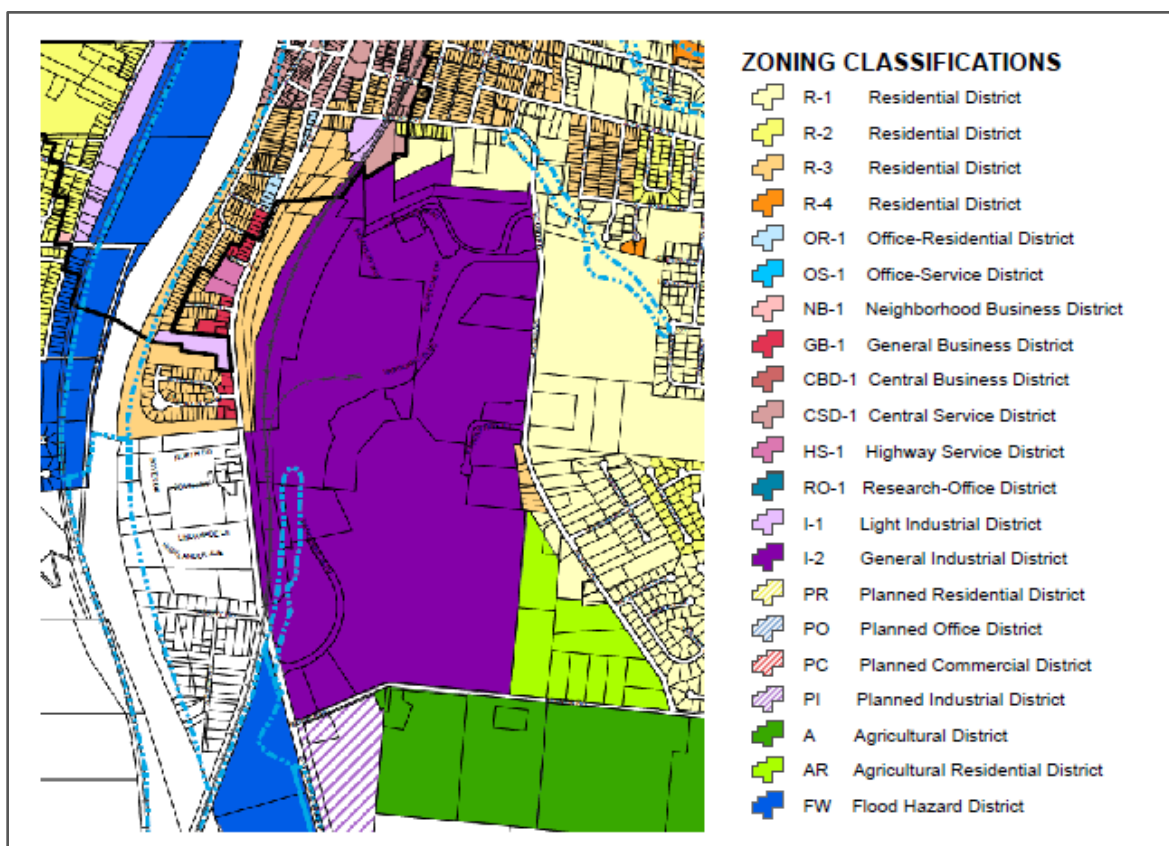 ZONING CLASSIFICATIONS
R-1 Residential District
R-2 Residential District
R-3 Residential District
R-4 Residential District
OR-1 Office-Residential District
OS-1 Office-Service District
NB-1 Neighborhood Business District
GB-1 General Business District
CBD-1 Central Business District
CSD-1 Central Service District
HS-1 Highway Service District
RO-1 Research-Office District
I-1 Light Industrial District
I-2 General Industrial District
PR Planned Residential District
PO Planned Office District
PC Planned Commercial District
PI Planned Industrial District
A Agricultural District
AR Agricultural Residential District
FW Flood Hazard District